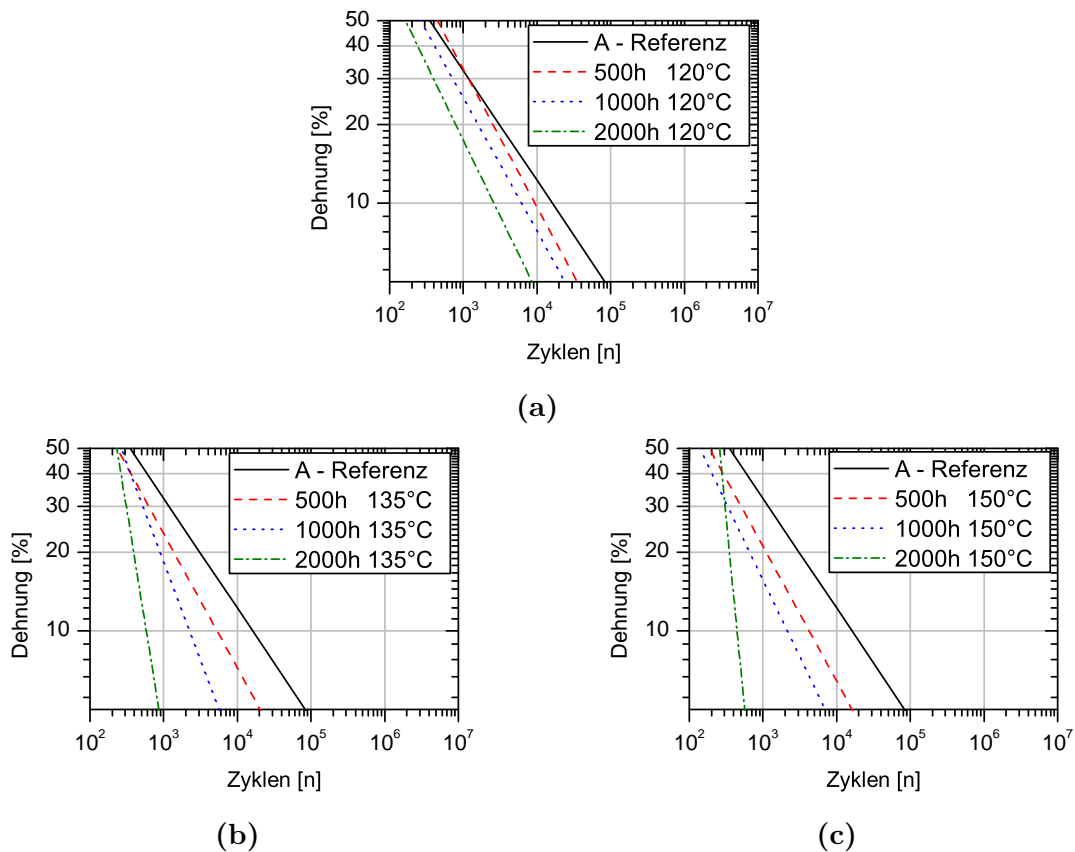 50
40
30
20
10
Dehnung [%]
A - Referenz
500h 120°C
1000h 120°C
2000h 120°C
10² 10³ 10⁴ 10⁵ 10⁶ 10⁷
Zyklen [n]
(a)
50
40
30
20
10
Dehnung [%]
A - Referenz
500h 135°C
1000h 135°C
2000h 135°C
10² 10³ 10⁴ 10⁵ 10⁶ 10⁷
Zyklen [n]
(b)
50
40
30
20
10
Dehnung [%]
A - Referenz
500h 150°C
1000h 150°C
2000h 150°C
10² 10³ 10⁴ 10⁵ 10⁶ 10⁷
Zyklen [n]
(c)